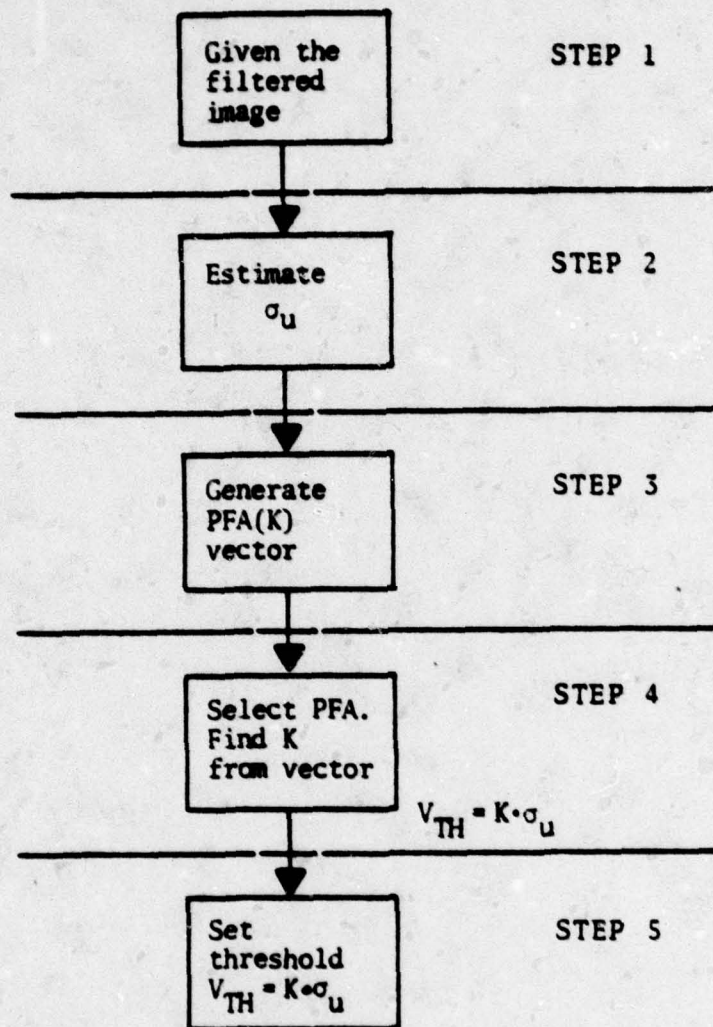 Given the
filtered
image
STEP 1
Estimate
σu
STEP 2
Generate
PFA(K)
vector
STEP 3
Select PFA.
Find K
from vector
STEP 4
VTH = K·σu
Set
threshold
VTH = K·σu
STEP 5